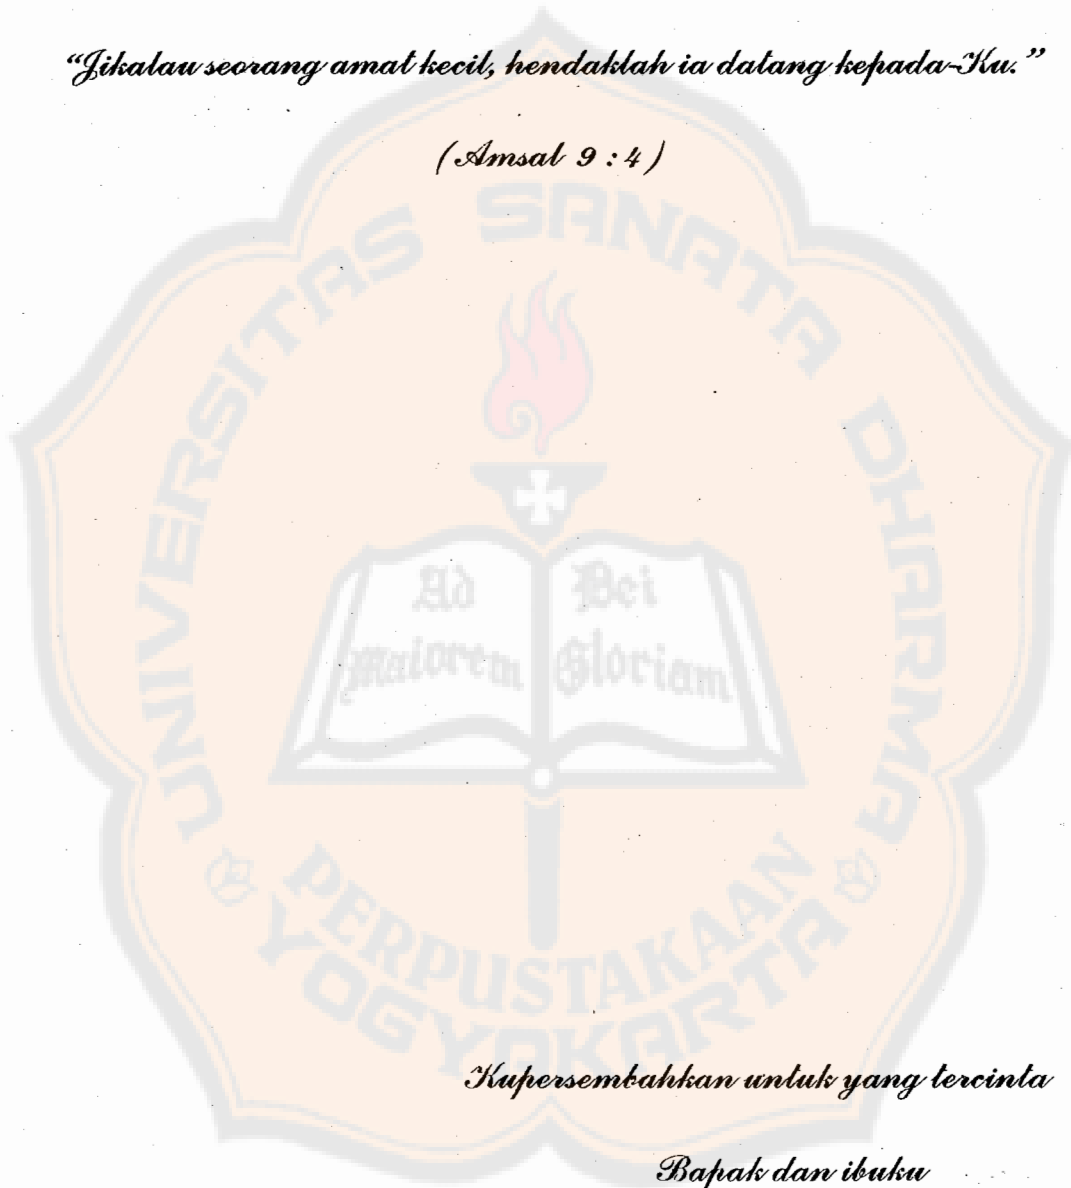 “Jikalau seorang amat kecil, hendaklah ia datang kepada-Ku.”
(Amsal 9 : 4)
UNIVERSITAS SANATA DHARMA
Ad Dei
maiorem Gloriam
PERPUSTAKAAN
YOGYAKARTA
Kupersembahkan untuk yang tercinta
Bapak dan ibuku